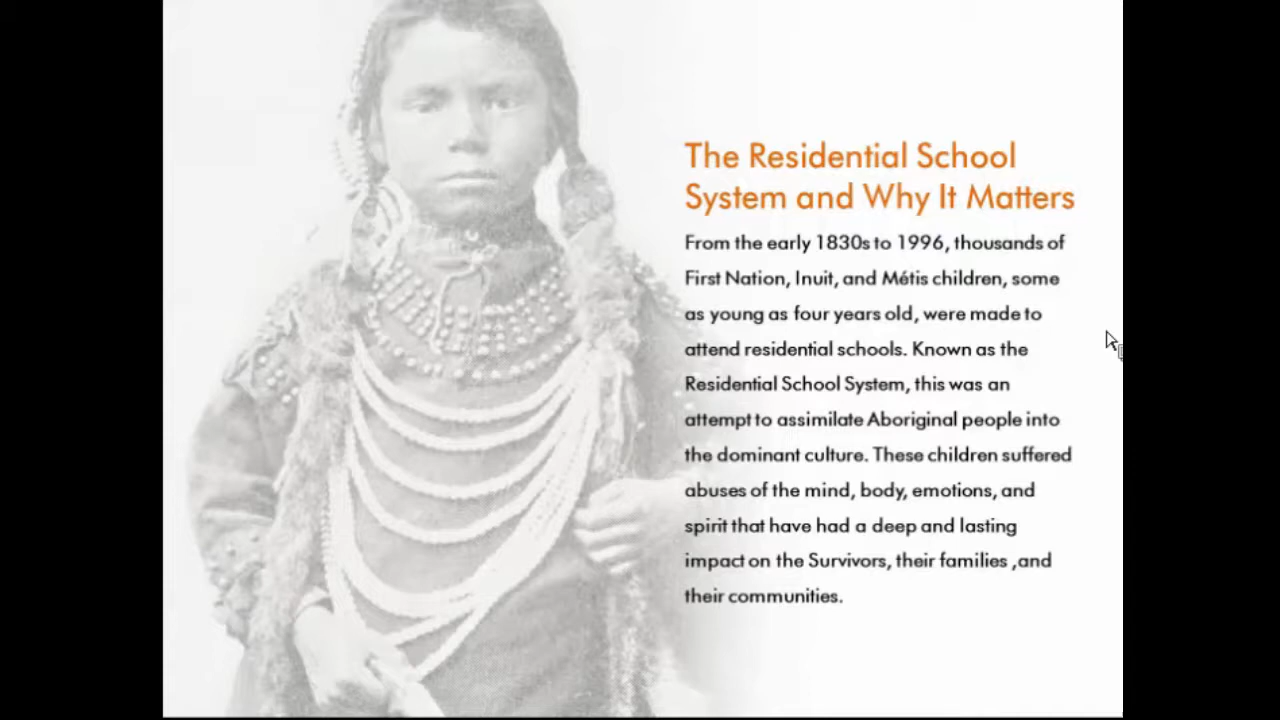 The Residential School
System and Why It Matters
From the early 1830s to 1996, thousands of
First Nation, Inuit, and Métis children, some
as young as four years old, were made to
attend residential schools. Known as the
Residential School System, this was an
attempt to assimilate Aboriginal people into
the dominant culture. These children suffered
abuses of the mind, body, emotions, and
spirit that have had a deep and lasting
impact on the Survivors, their families ,and
their communities.